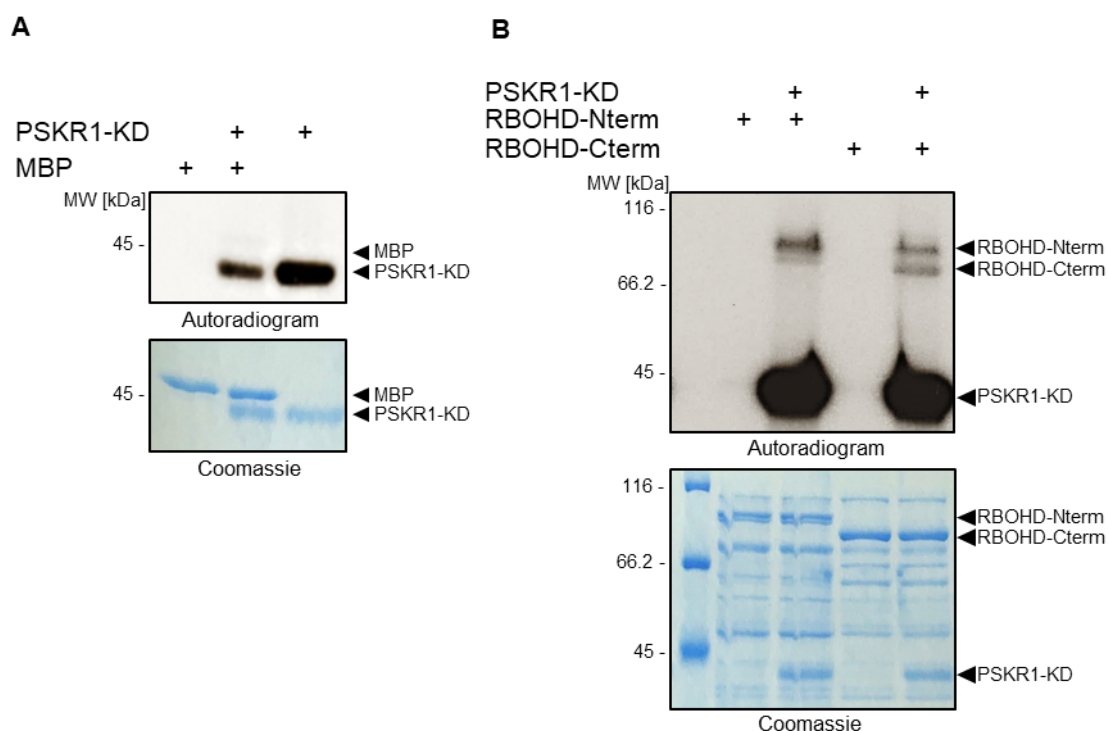 A
PSKR1-KD + +
MBP + +
MW [kDa]
45 -
MBP
PSKR1-KD
Autoradiogram
45 -
MBP
PSKR1-KD
Coomassie
B
PSKR1-KD + +
RBOHD-Nterm + +
RBOHD-Cterm + +
MW [kDa]
116 -
66.2 -
45 -
RBOHD-Nterm
RBOHD-Cterm
PSKR1-KD
Autoradiogram
116 -
66.2 -
45 -
RBOHD-Nterm
RBOHD-Cterm
PSKR1-KD
Coomassie